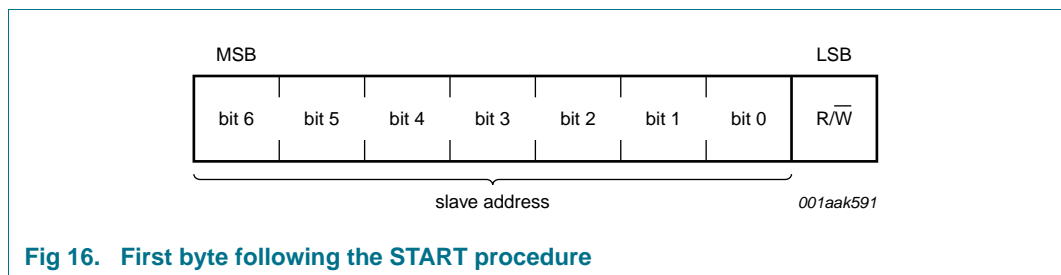 MSB LSB
bit 6 bit 5 bit 4 bit 3 bit 2 bit 1 bit 0 R/W̅
slave address 001aak591
Fig 16. First byte following the START procedure